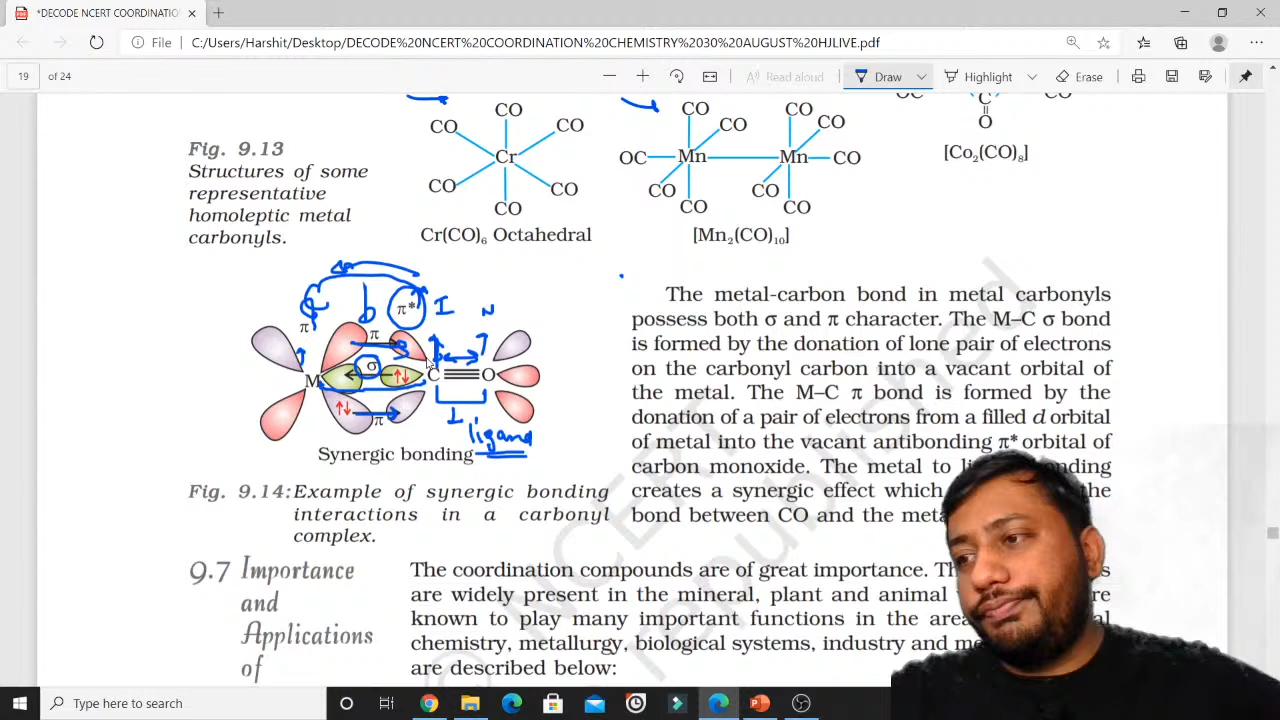 *DECODE NCERT COORDINATION
File
C:/Users/Harshit/Desktop/DECODE%20NCERT%20COORDINATION%20CHEMISTRY%2030%20AUGUST%20HJLIVE.pdf
19 of 24
Read aloud
Draw
Highlight
Erase
CO CO CO CO CO
Cr
CO
Fig. 9.13
Structures of some
representative
homoleptic metal
carbonyls.
Cr(CO)6 Octahedral
CO CO CO CO
OC Mn Mn CO
CO CO CO CO
[Mn2(CO)10]
OC C CO
O
[Co2(CO)8]
π b π* I N
π
σ
M C O
↑↓ ↑↓
π L
ligand
Synergic bonding
Fig. 9.14: Example of synergic bonding
interactions in a carbonyl
complex.
The metal-carbon bond in metal carbonyls
possess both σ and π character. The M–C σ bond
is formed by the donation of lone pair of electrons
on the carbonyl carbon into a vacant orbital of
the metal. The M–C π bond is formed by the
donation of a pair of electrons from a filled d orbital
of metal into the vacant antibonding π* orbital of
carbon monoxide. The metal to
creates a synergic effect which the
bond between CO and the
9.7 Importance
and
Applications
of
The coordination compounds are of great importance.
are widely present in the mineral, plant and animal
known to play many important functions in the
chemistry, metallurgy, biological systems, industry and
are described below:
Type here to search